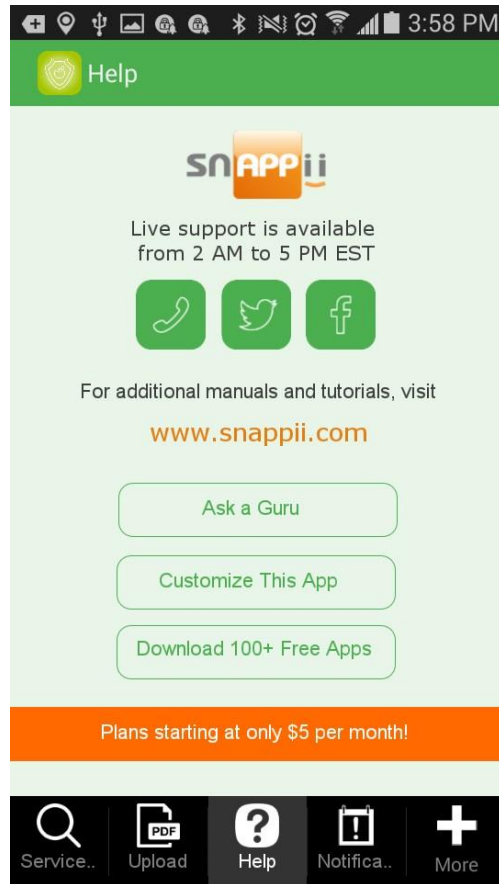 3:58 PM
Help
snAPPii
Live support is available
from 2 AM to 5 PM EST
For additional manuals and tutorials, visit
www.snappii.com
Ask a Guru
Customize This App
Download 100+ Free Apps
Plans starting at only $5 per month!
PDF
Service.. Upload Help Notifica.. More